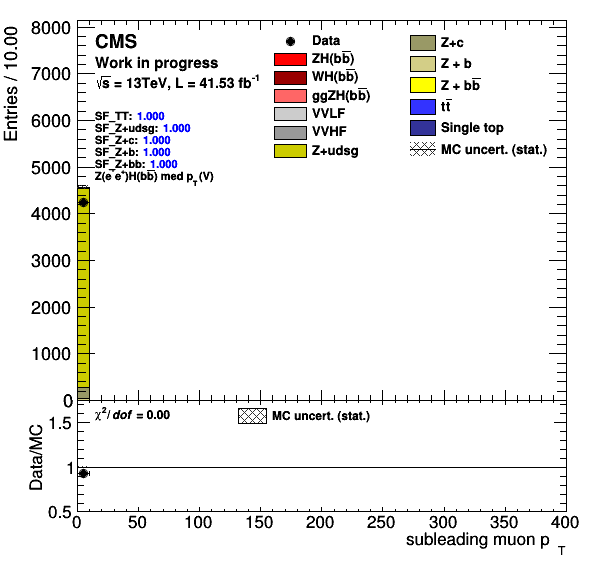 CMS
Work in progress
√s = 13TeV, L = 41.53 fb⁻¹
SF_TT: 1.000
SF_Z+udsg: 1.000
SF_Z+c: 1.000
SF_Z+b: 1.000
SF_Z+bb: 1.000
Z(e⁻e⁺)H(bb̅) med p_T(V)
Data
ZH(bb̅)
WH(bb̅)
ggZH(bb̅)
VVLF
VVHF
Z+udsg
Z+c
Z + b
Z + bb̅
tt̅
Single top
MC uncert. (stat.)
Entries / 10.00
8000
7000
6000
5000
4000
3000
2000
1000
0
χ²/dof = 0.00
MC uncert. (stat.)
Data/MC
1.5
1
0.5
0 50 100 150 200 250 300 350 400
subleading muon p_T